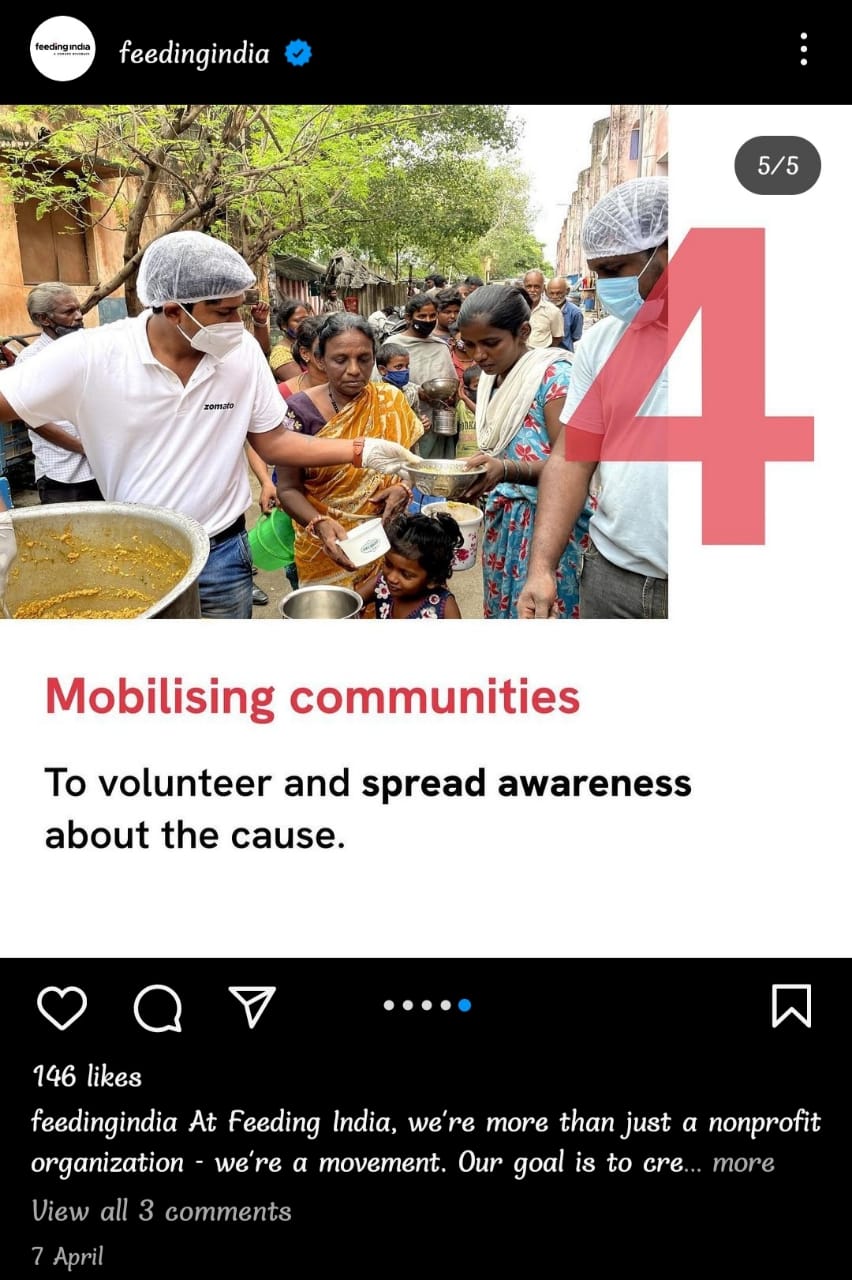 feedingindia
feedingindia
5/5
zomato
4
Mobilising communities
To volunteer and spread awareness
about the cause.
146 likes
feedingindia At Feeding India, we're more than just a nonprofit
organization - we're a movement. Our goal is to cre... more
View all 3 comments
7 April